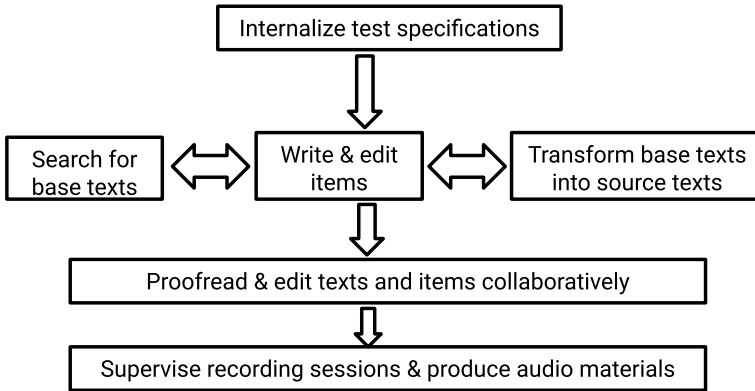 Internalize test specifications
Search for
base texts
Write & edit
items
Transform base texts
into source texts
Proofread & edit texts and items collaboratively
Supervise recording sessions & produce audio materials